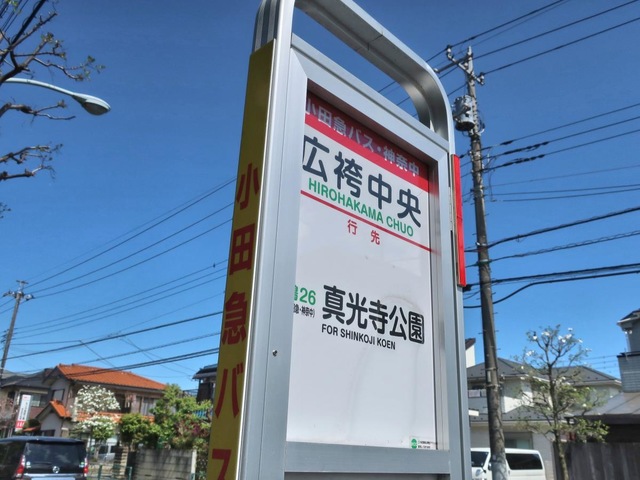 小田急バス・神奈中
広袴中央
HIROHAKAMA CHUO
行先
26
真光寺公園
FOR SHINKOJI KOEN
小田急バス